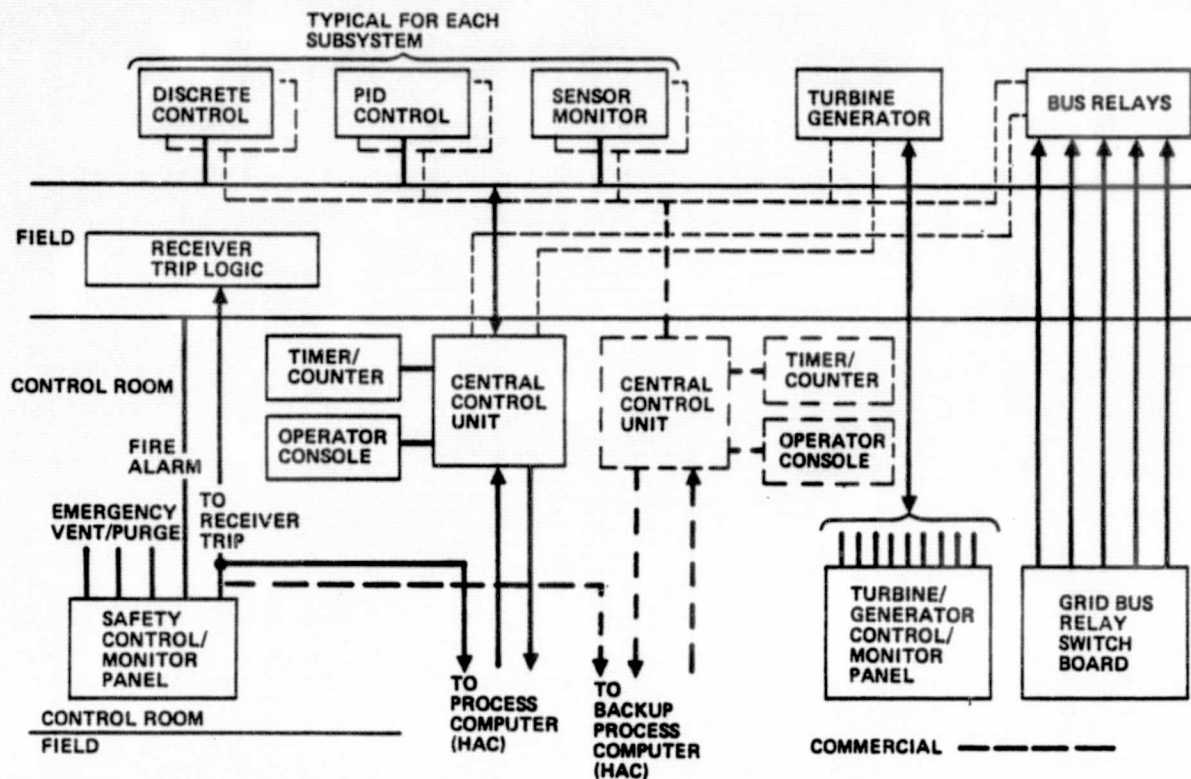 TYPICAL FOR EACH
SUBSYSTEM
DISCRETE
CONTROL
PID
CONTROL
SENSOR
MONITOR
TURBINE
GENERATOR
BUS RELAYS
FIELD
RECEIVER
TRIP LOGIC
CONTROL ROOM
TIMER/
COUNTER
OPERATOR
CONSOLE
CENTRAL
CONTROL
UNIT
CENTRAL
CONTROL
UNIT
TIMER/
COUNTER
OPERATOR
CONSOLE
FIRE
ALARM
EMERGENCY
VENT/PURGE
TO
RECEIVER
TRIP
SAFETY
CONTROL/
MONITOR
PANEL
TURBINE/
GENERATOR
CONTROL/
MONITOR
PANEL
GRID BUS
RELAY
SWITCH
BOARD
TO
PROCESS
COMPUTER
(HAC)
TO
BACKUP
PROCESS
COMPUTER
(HAC)
CONTROL ROOM
FIELD
COMMERCIAL